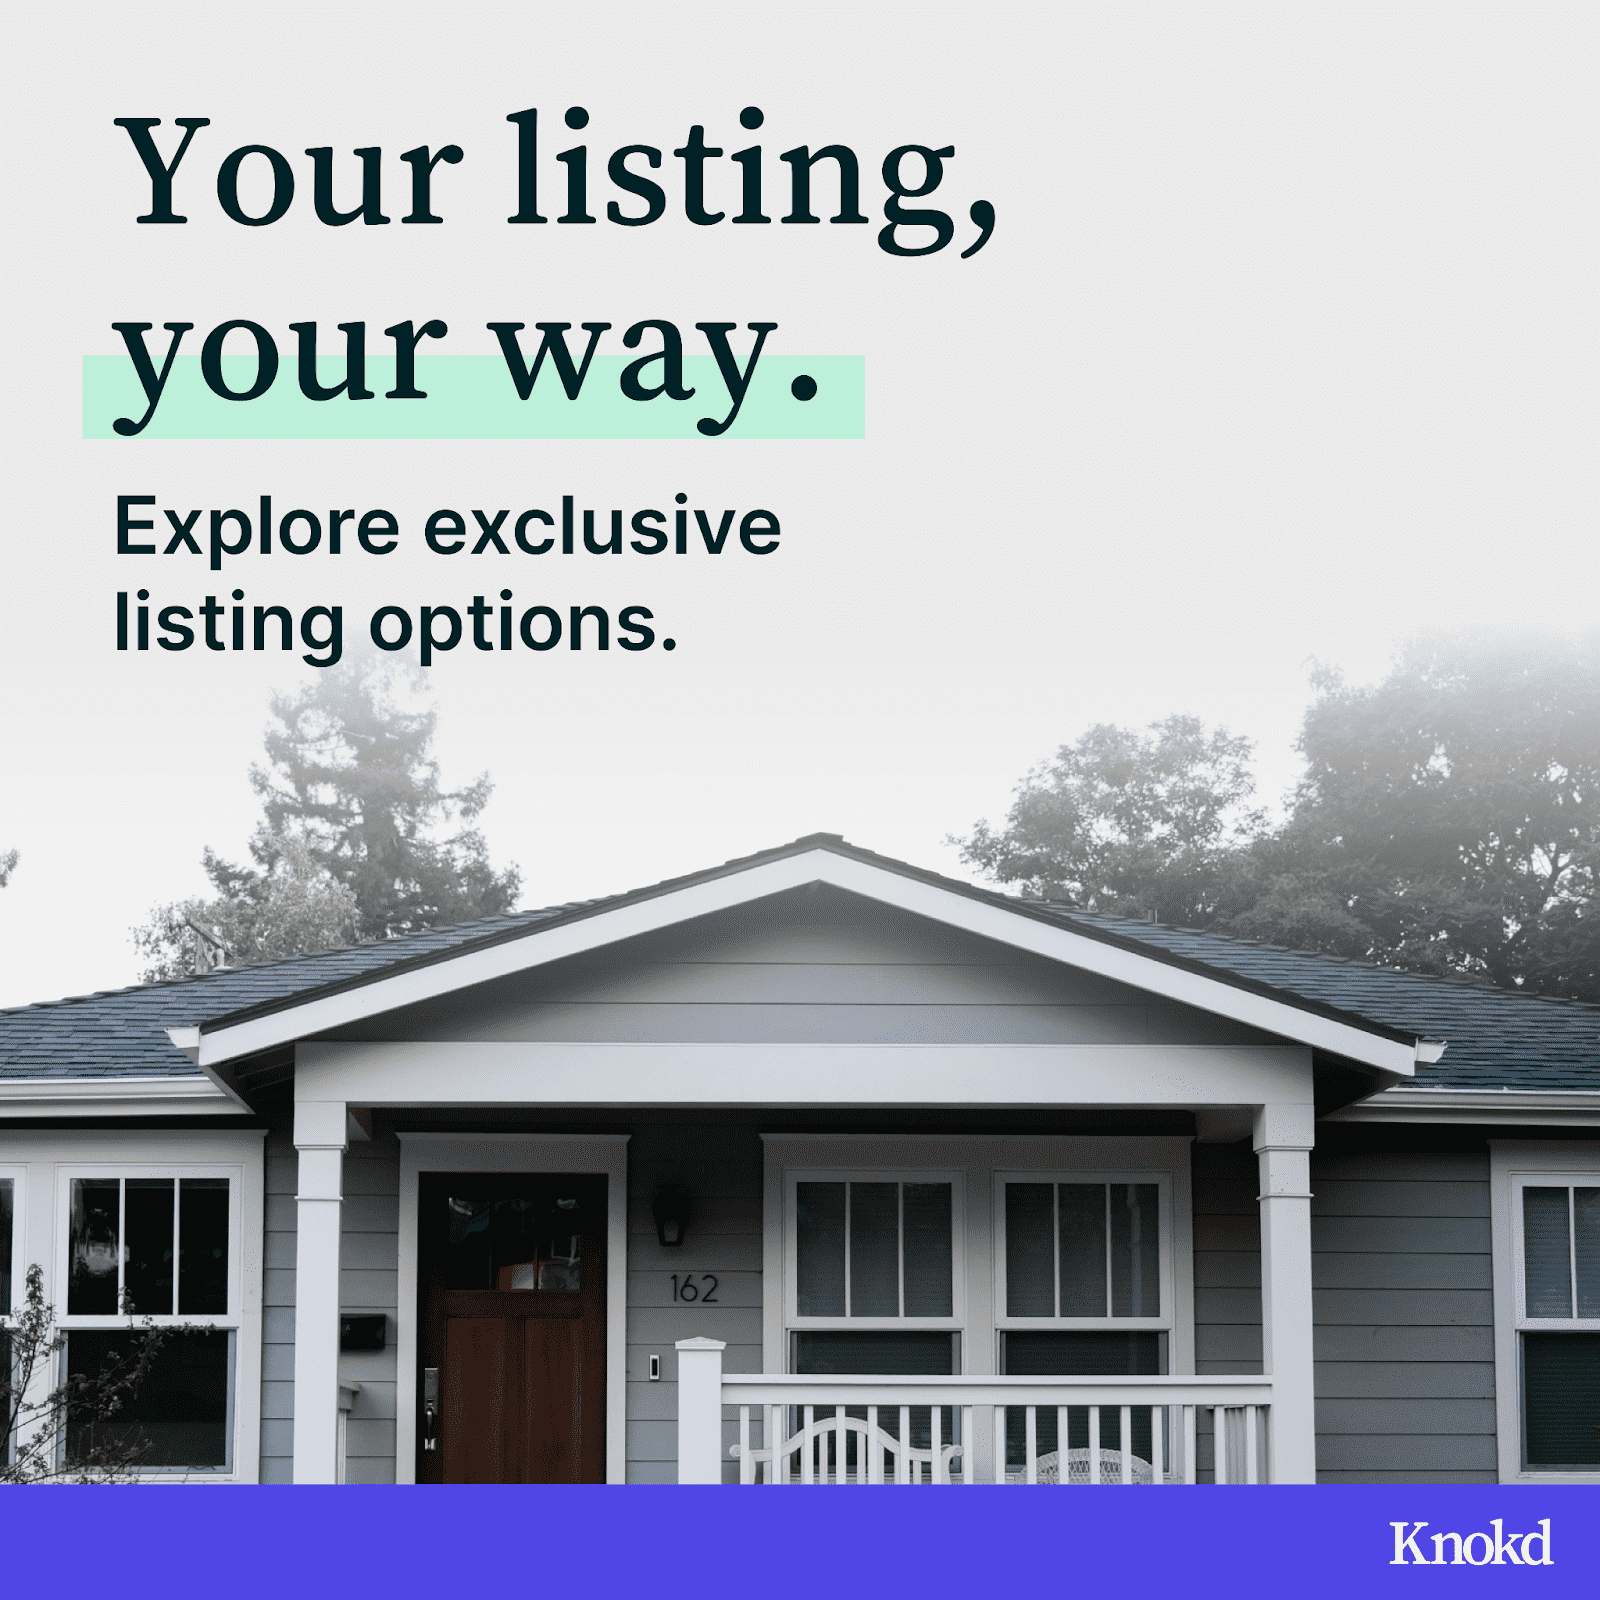 Your listing,
your way.
Explore exclusive
listing options.
162
Knokd